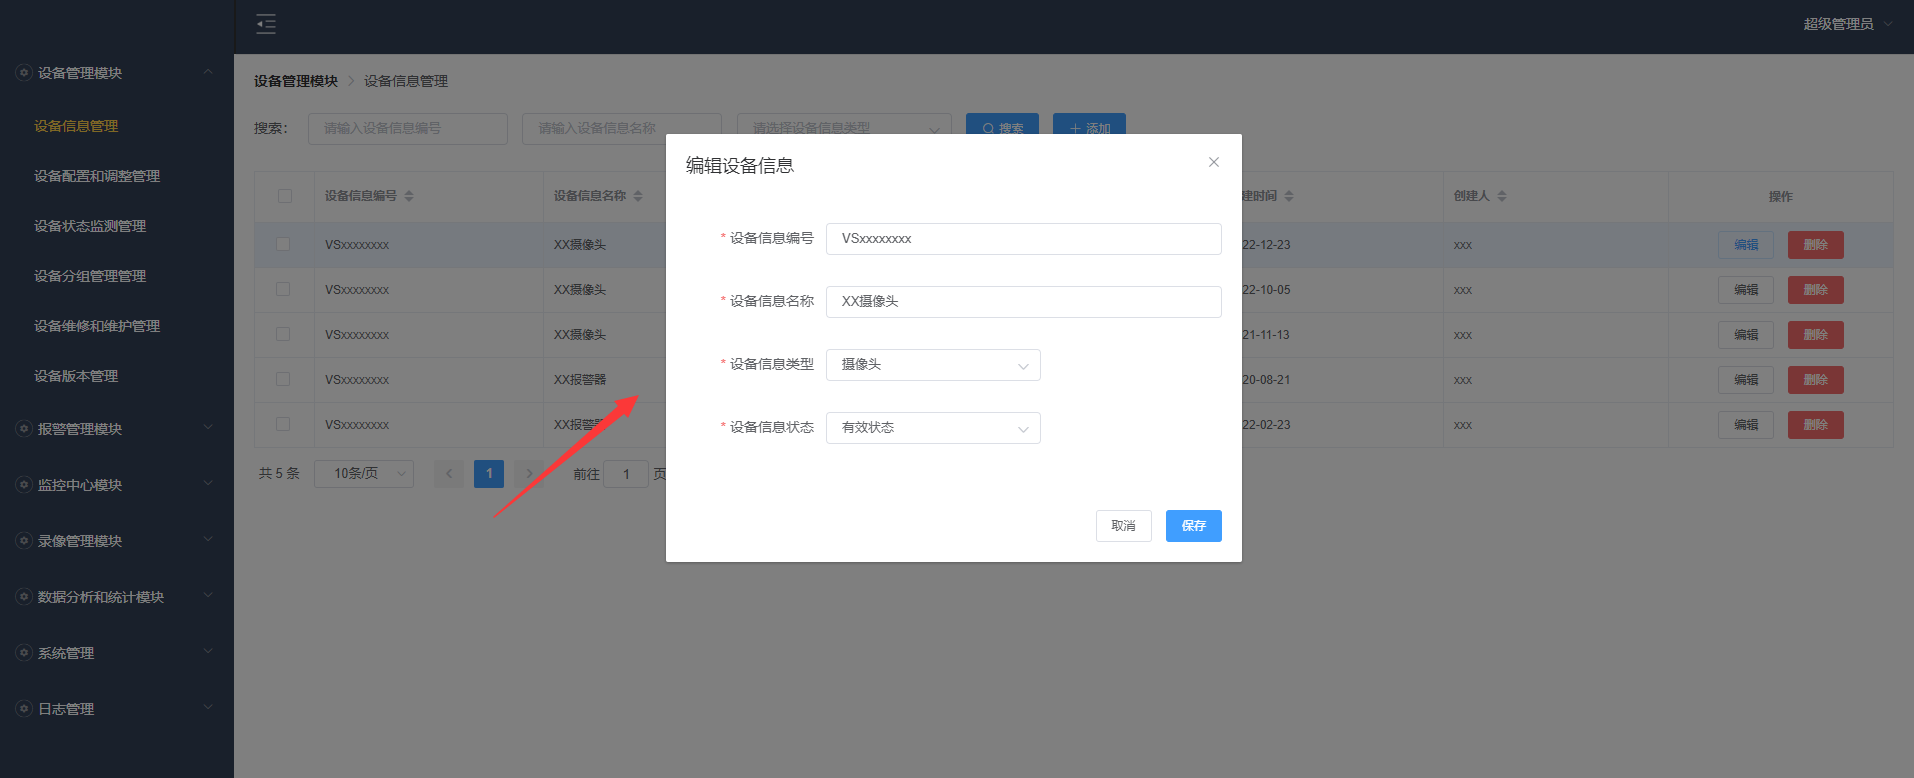 超级管理员
设备管理模块
设备信息管理
设备配置和调整管理
设备状态监测管理
设备分组管理管理
设备维修和维护管理
设备版本管理
报警管理模块
监控中心模块
录像管理模块
数据分析和统计模块
系统管理
日志管理
设备管理模块 > 设备信息管理
搜索： 请输入设备信息编号 请输入设备信息名称 请选择设备信息类型 搜索 添加
设备信息编号 设备信息名称 建时间 创建人 操作
VSxxxxxxxx XX摄像头 22-12-23 xxx 编辑 删除
VSxxxxxxxx XX摄像头 22-10-05 xxx 编辑 删除
VSxxxxxxxx XX摄像头 21-11-13 xxx 编辑 删除
VSxxxxxxxx XX报警器 20-08-21 xxx 编辑 删除
VSxxxxxxxx XX报警器 22-02-23 xxx 编辑 删除
共 5 条 10条/页 1 前往 1 页
编辑设备信息
* 设备信息编号 VSxxxxxxxx
* 设备信息名称 XX摄像头
* 设备信息类型 摄像头
* 设备信息状态 有效状态
取消 保存